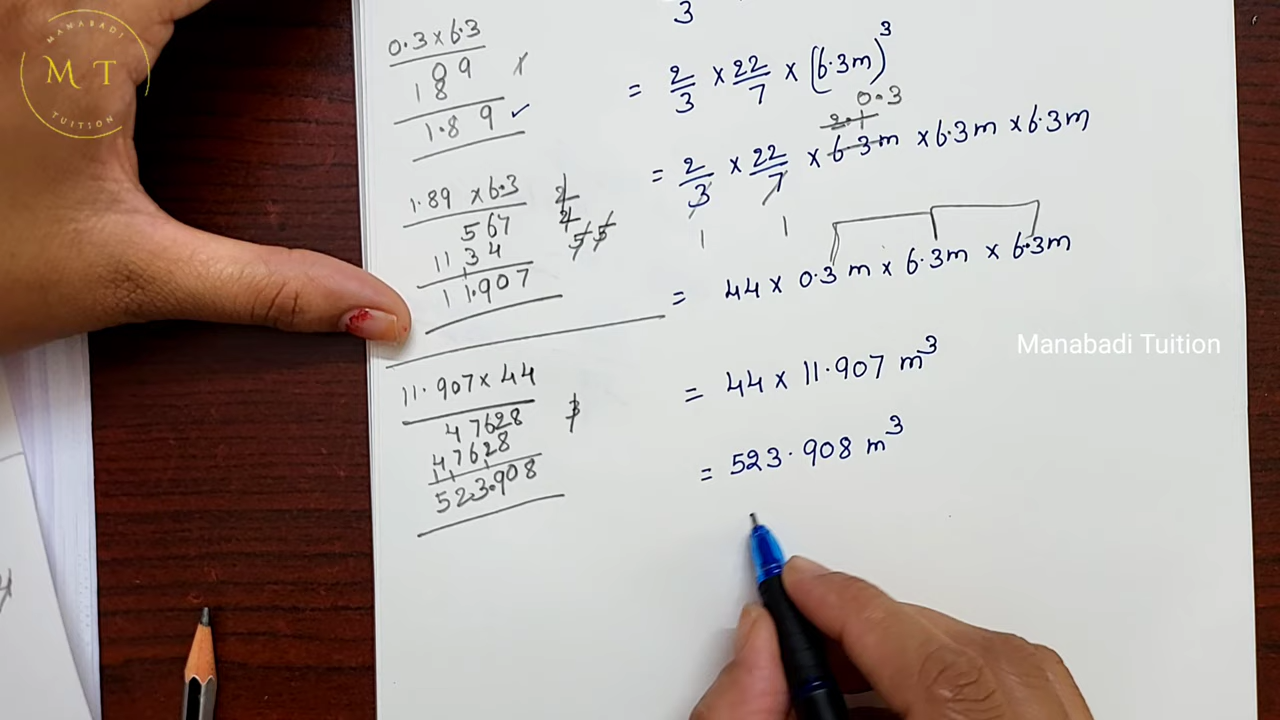 MANABADI
M T
TUITION
0.3 × 6.3
09
18
1.89 ✓
1.89 × 6.3
567
1134
11.907
11.907 × 44
47628
47628
523.908
3
= 2/3 × 22/7 × (6.3m)³
0.3
2.1
= 2/3 × 22/7 × 6.3m × 6.3m × 6.3m
1 1
= 44 × 0.3 m × 6.3m × 6.3m
= 44 × 11.907 m³
= 523.908 m³
Manabadi Tuition